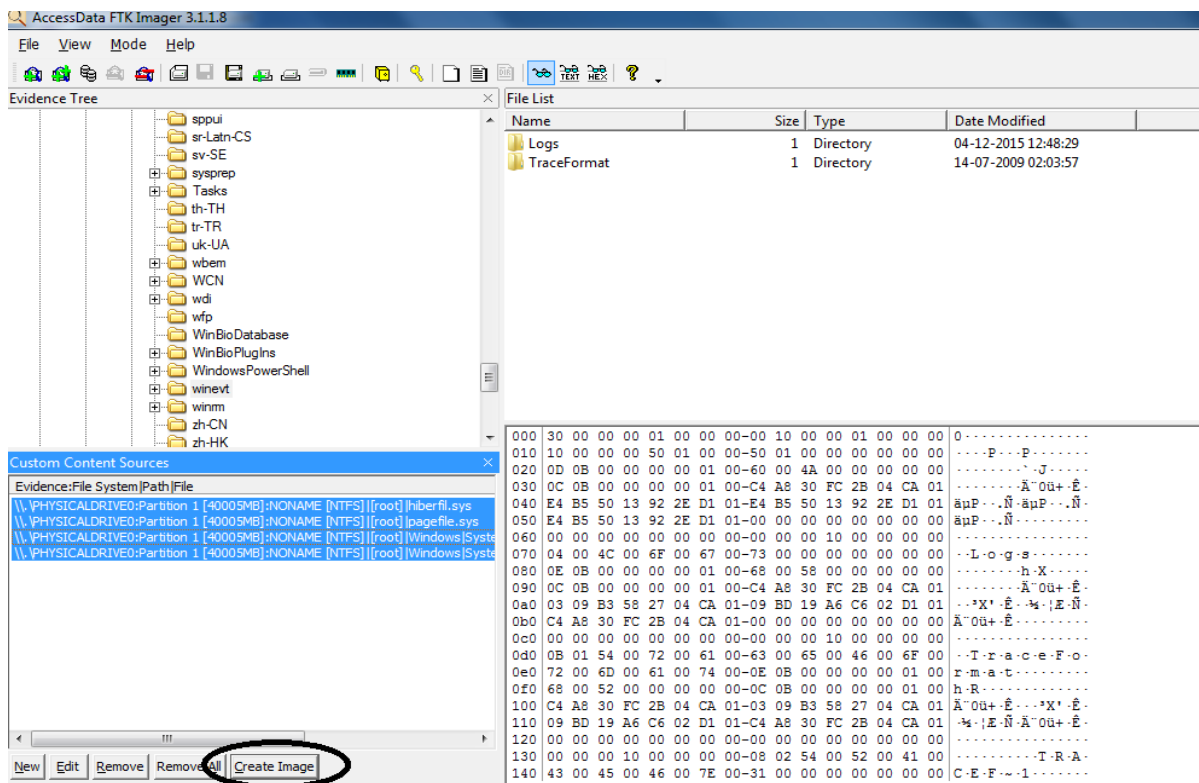 AccessData FTK Imager 3.1.1.8
File View Mode Help
TEXT HEX
Evidence Tree
sppui
sr-Latn-CS
sv-SE
sysprep
Tasks
th-TH
tr-TR
uk-UA
wbem
WCN
wdi
wfp
WinBioDatabase
WinBioPlugIns
WindowsPowerShell
winevt
winrm
zh-CN
zh-HK
Custom Content Sources
Evidence:File System|Path|File
\\.\PHYSICALDRIVE0:Partition 1 [40005MB]:NONAME [NTFS]|[root]|hiberfil.sys
\\.\PHYSICALDRIVE0:Partition 1 [40005MB]:NONAME [NTFS]|[root]|pagefile.sys
\\.\PHYSICALDRIVE0:Partition 1 [40005MB]:NONAME [NTFS]|[root]|Windows|Syste
\\.\PHYSICALDRIVE0:Partition 1 [40005MB]:NONAME [NTFS]|[root]|Windows|Syste
New Edit Remove Remove All Create Image
File List
Name Size Type Date Modified
Logs 1 Directory 04-12-2015 12:48:29
TraceFormat 1 Directory 14-07-2009 02:03:57
000 30 00 00 00 01 00 00 00-00 10 00 00 01 00 00 00 0···············
010 10 00 00 00 50 01 00 00-50 01 00 00 00 00 00 00 ····P···P·······
020 0D 0B 00 00 00 00 01 00-60 00 4A 00 00 00 00 00 ········`·J·····
030 0C 0B 00 00 00 00 01 00-C4 A8 30 FC 2B 04 CA 01 ········Ä¨0ü+·Ê·
040 E4 B5 50 13 92 2E D1 01-E4 B5 50 13 92 2E D1 01 äµP··.Ñ·äµP··.Ñ·
050 E4 B5 50 13 92 2E D1 01-00 00 00 00 00 00 00 00 äµP··.Ñ·········
060 00 00 00 00 00 00 00 00-00 00 00 10 00 00 00 00 ················
070 04 00 4C 00 6F 00 67 00-73 00 00 00 00 00 00 00 ··L·o·g·s·······
080 0E 0B 00 00 00 00 01 00-68 00 58 00 00 00 00 00 ········h·X·····
090 0C 0B 00 00 00 00 01 00-C4 A8 30 FC 2B 04 CA 01 ········Ä¨0ü+·Ê·
0a0 03 09 B3 58 27 04 CA 01-09 BD 19 A6 C6 02 D1 01 ··³X'·Ê··½·¦Æ·Ñ·
0b0 C4 A8 30 FC 2B 04 CA 01-00 00 00 00 00 00 00 00 Ä¨0ü+·Ê·········
0c0 00 00 00 00 00 00 00 00-00 00 00 10 00 00 00 00 ················
0d0 0B 01 54 00 72 00 61 00-63 00 65 00 46 00 6F 00 ··T·r·a·c·e·F·o·
0e0 72 00 6D 00 61 00 74 00-0E 0B 00 00 00 00 01 00 r·m·a·t·········
0f0 68 00 52 00 00 00 00 00-0C 0B 00 00 00 00 01 00 h·R·············
100 C4 A8 30 FC 2B 04 CA 01-03 09 B3 58 27 04 CA 01 Ä¨0ü+·Ê···³X'·Ê·
110 09 BD 19 A6 C6 02 D1 01-C4 A8 30 FC 2B 04 CA 01 ·½·¦Æ·Ñ·Ä¨0ü+·Ê·
120 00 00 00 00 00 00 00 00-00 00 00 00 00 00 00 00 ················
130 00 00 00 10 00 00 00 00-08 02 54 00 52 00 41 00 ··········T·R·A·
140 43 00 45 00 46 00 7E 00-31 00 00 00 00 00 00 00 C·E·F·~·1·······